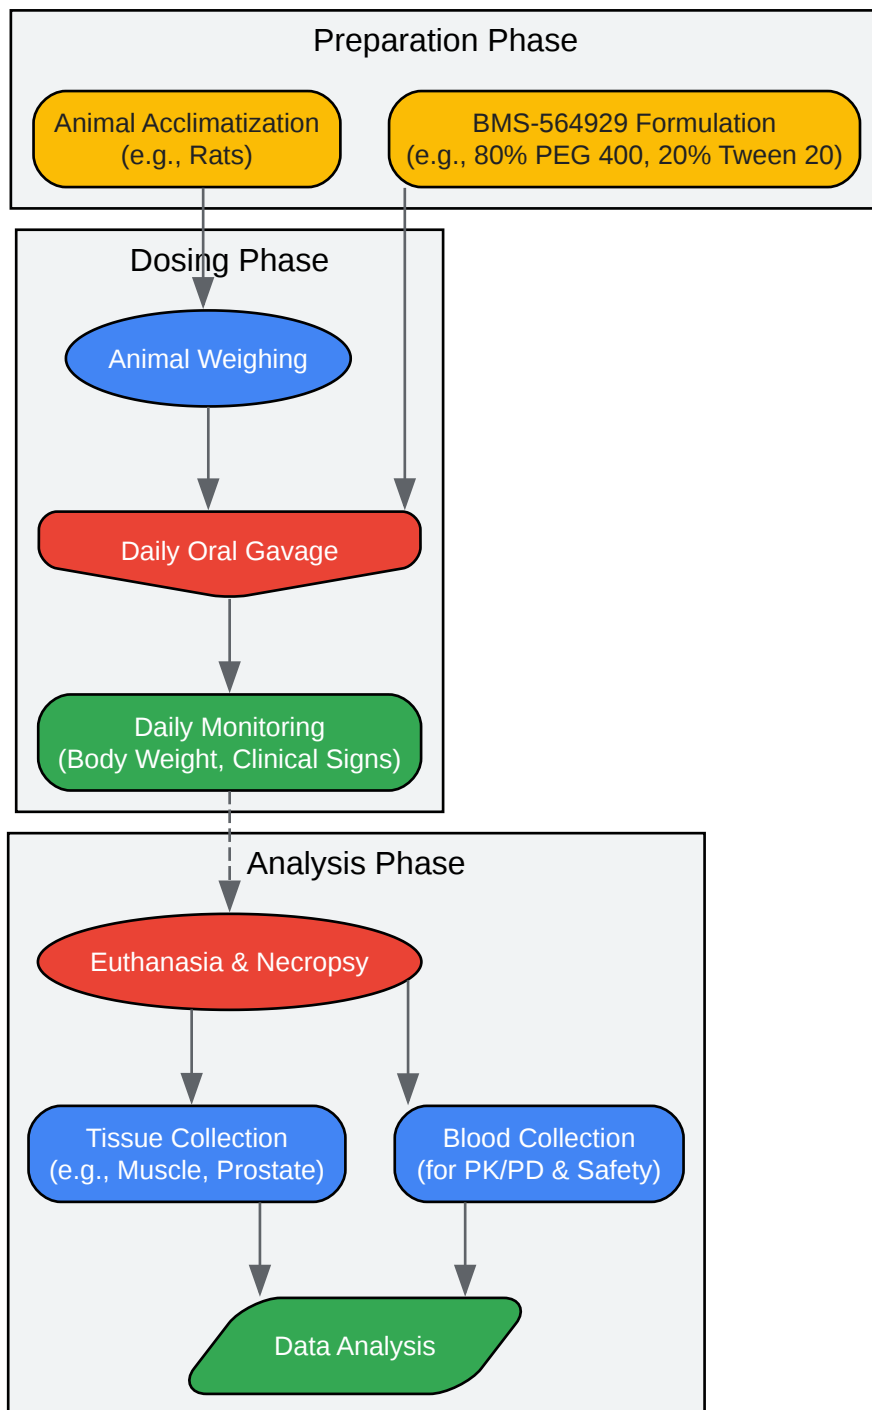 Preparation Phase
Animal Acclimatization
(e.g., Rats)
BMS-564929 Formulation
(e.g., 80% PEG 400, 20% Tween 20)
Dosing Phase
Animal Weighing
Daily Oral Gavage
Daily Monitoring
(Body Weight, Clinical Signs)
Analysis Phase
Euthanasia & Necropsy
Tissue Collection
(e.g., Muscle, Prostate)
Blood Collection
(for PK/PD & Safety)
Data Analysis